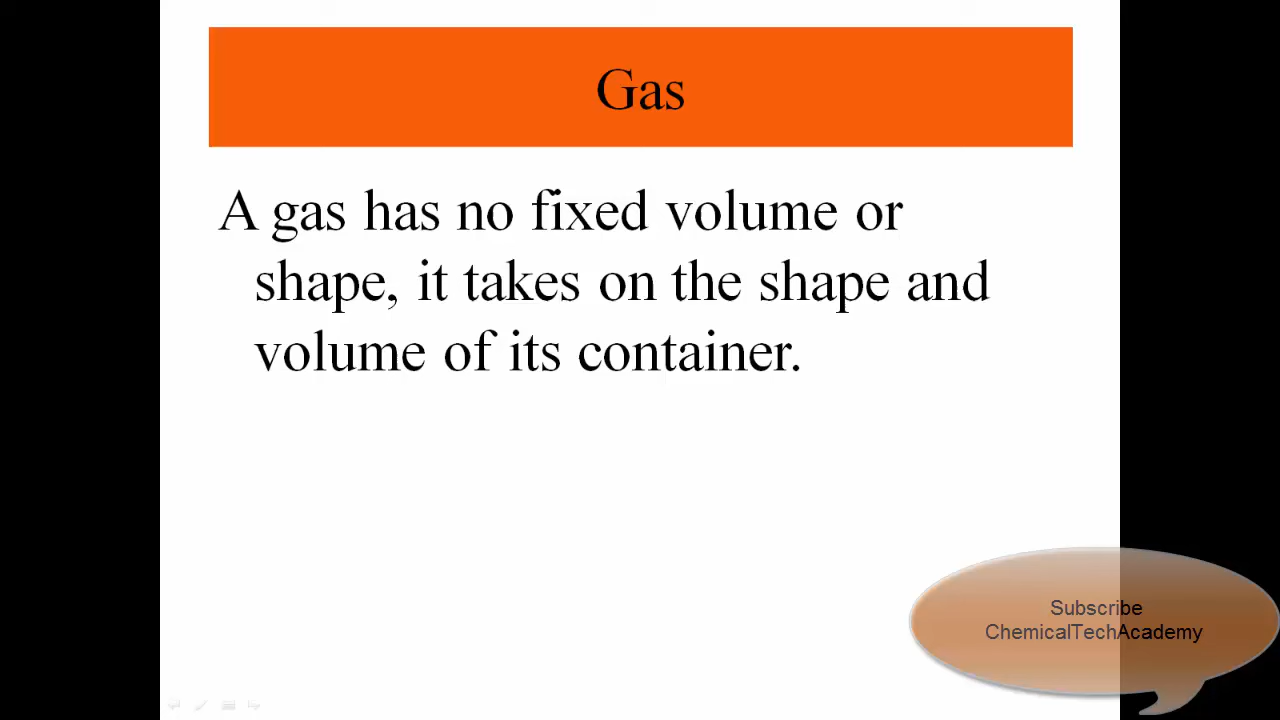 Gas
A gas has no fixed volume or
shape, it takes on the shape and
volume of its container.
Subscribe
ChemicalTechAcademy